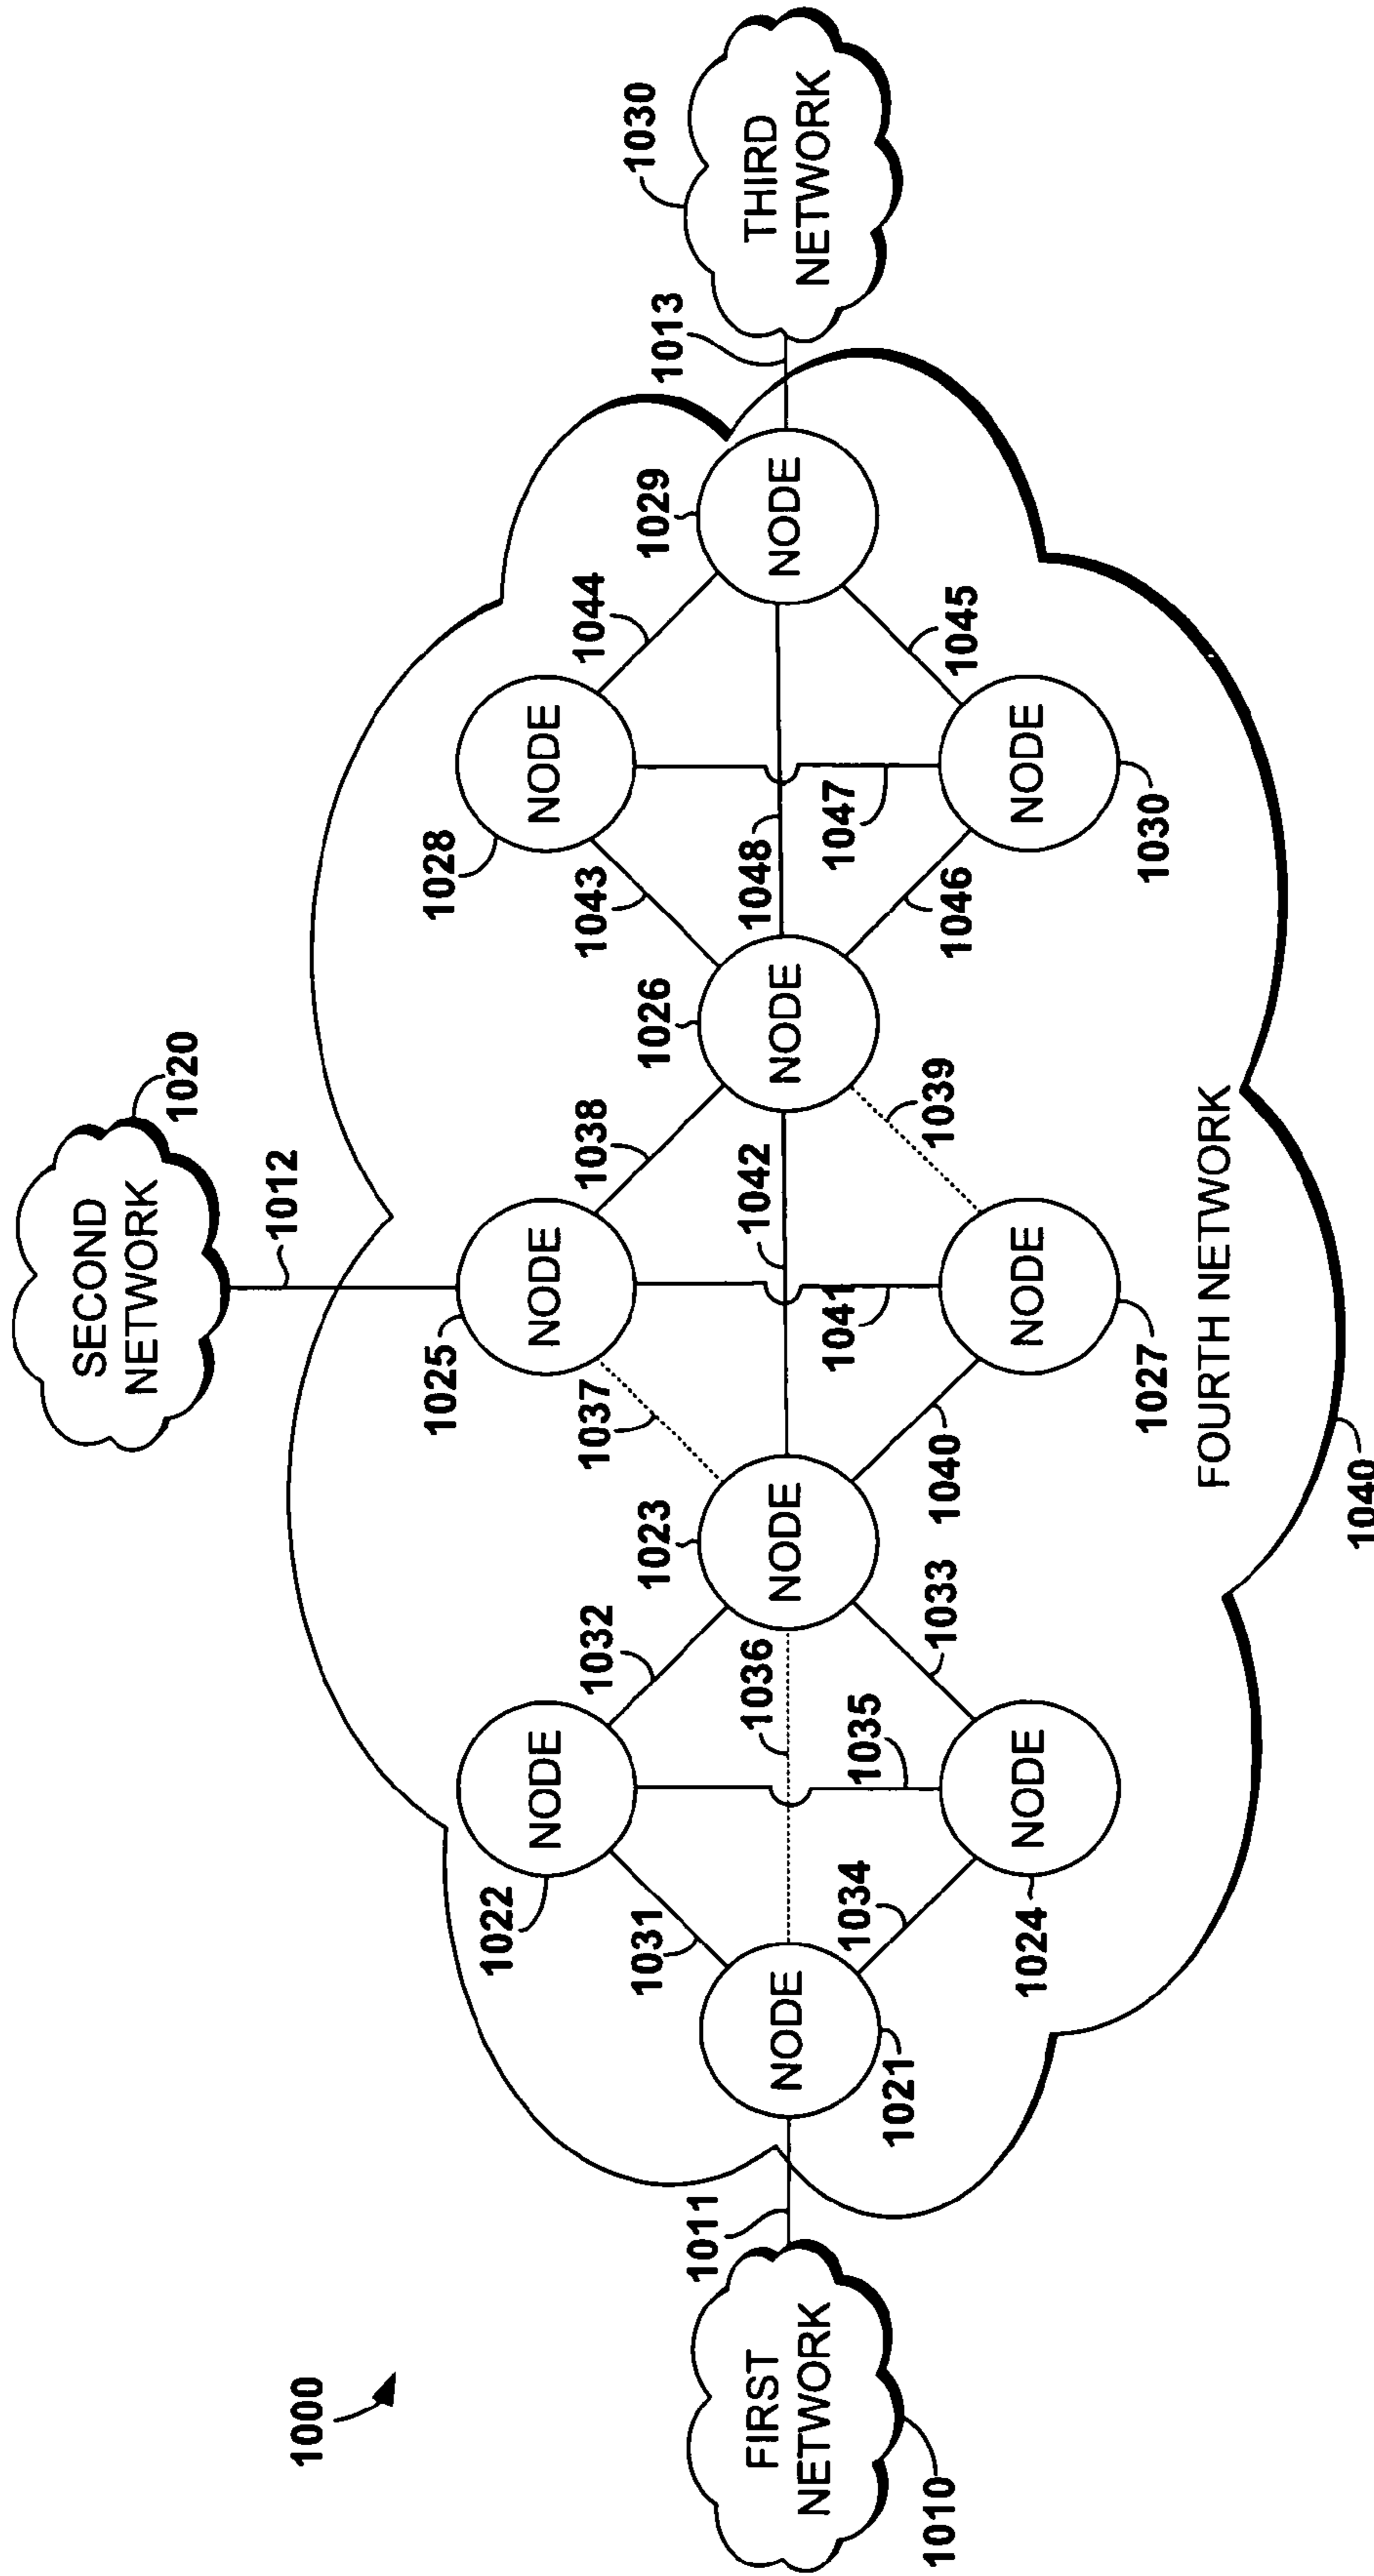 1000
SECOND
NETWORK
1020
1012
FIRST
NETWORK
1010
1011
NODE
1021
1031
NODE
1022
1034
NODE
1024
1035
1036
1032
1033
NODE
1023
1037
1040
NODE
1025
NODE
1027
1041
1042
1038
1039
NODE
1026
1043
1046
NODE
1028
NODE
1030
1048
1047
1044
1045
NODE
1029
1013
THIRD
NETWORK
1030
FOURTH NETWORK
1040